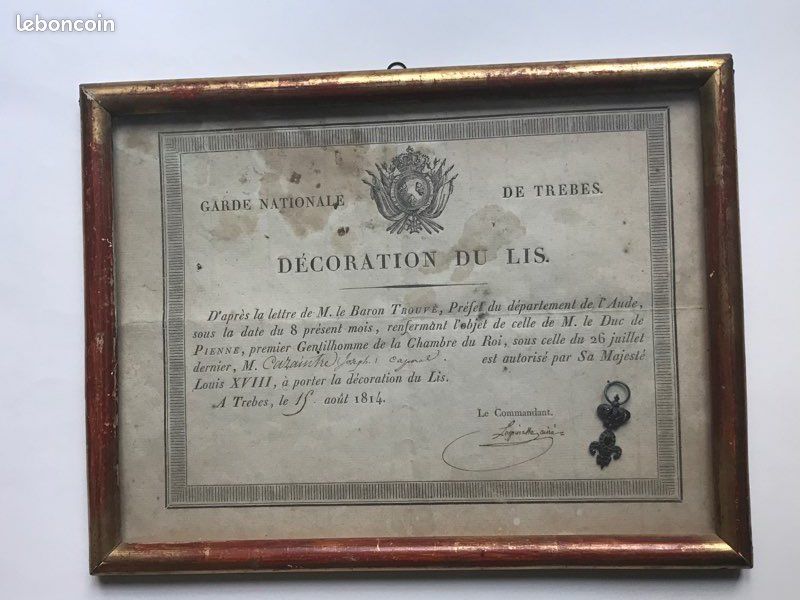 leboncoin
GARDE NATIONALE DE TREBES.
DÉCORATION DU LIS.
D'après la lettre de M. le Baron TROUVÉ, Préfet du département de l'Aude,
sous la date du 8 présent mois, renfermant l'objet de celle de M. le Duc de
PIENNE, premier Gentilhomme de la Chambre du Roi, sous celle du 26 juillet
dernier, M. Joseph est autorisé par Sa Majesté
Louis XVIII, à porter la décoration du Lis.
A Trebes, le 15 août 1814.
Le Commandant.